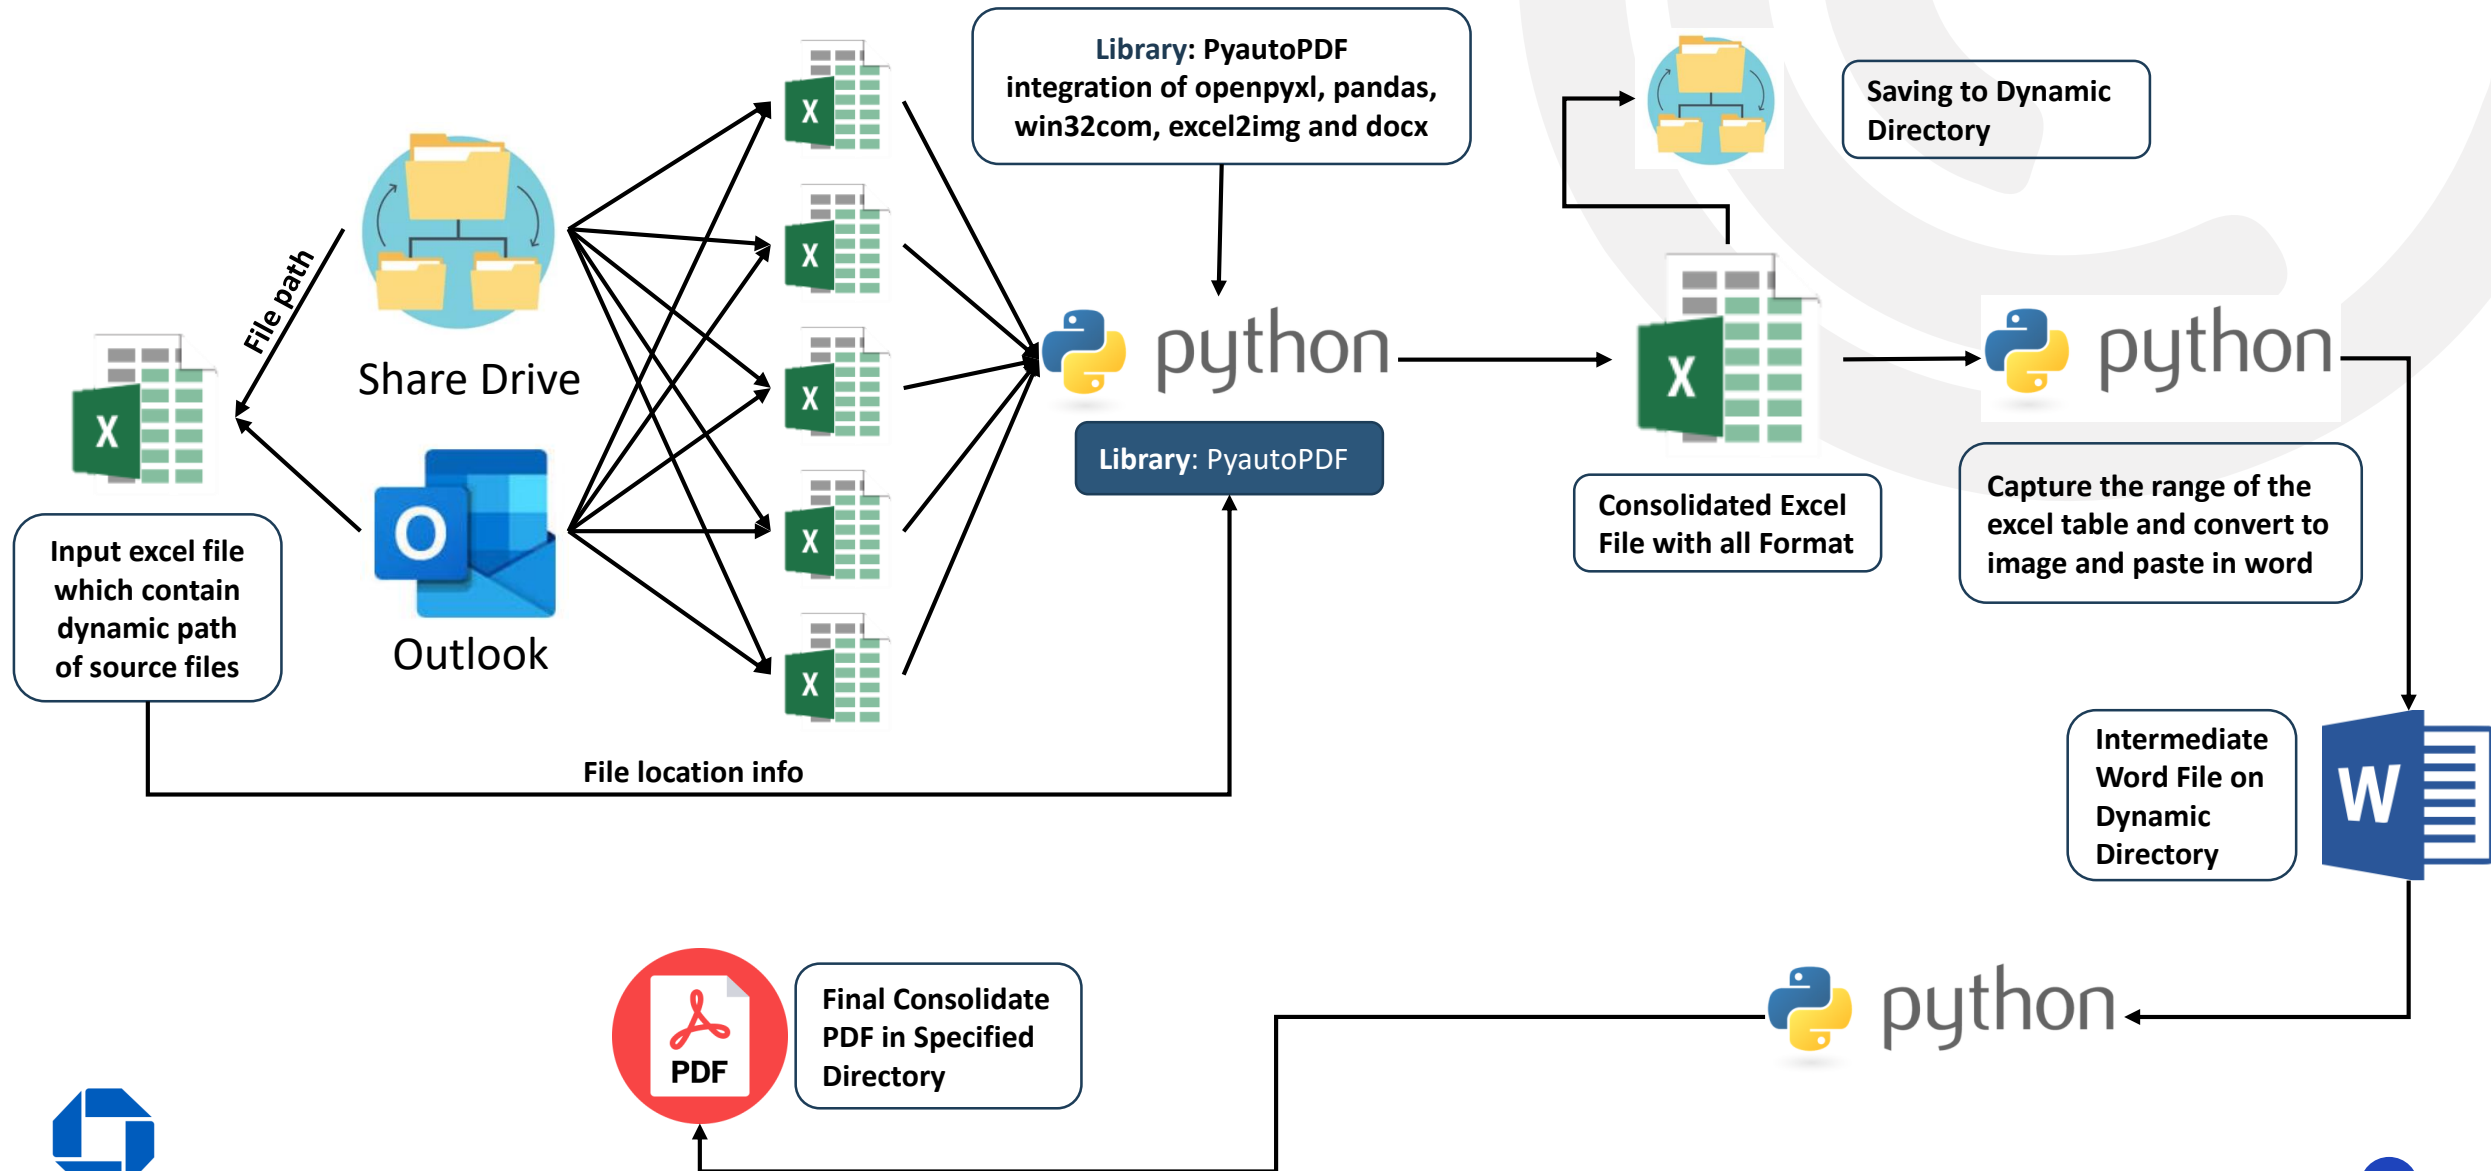 Library: PyautoPDF
integration of openpyxl, pandas,
win32com, excel2img and docx
Saving to Dynamic
Directory
File path
Share Drive
X
X
X
X
X
X
X
python
python
Library: PyautoPDF
Consolidated Excel
File with all Format
Capture the range of the
excel table and convert to
image and paste in word
Input excel file
which contain
dynamic path
of source files
O
Outlook
File location info
Intermediate
Word File on
Dynamic
Directory
W
Final Consolidate
PDF in Specified
Directory
PDF
python